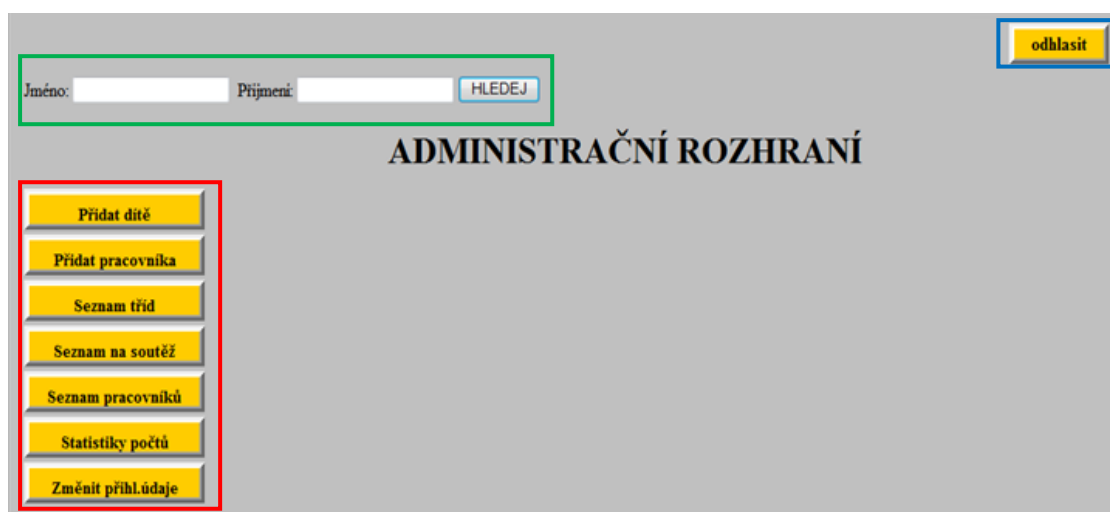 odhlasit
Jméno: Příjmení: HLEDEJ
ADMINISTRAČNÍ ROZHRANÍ
Přidat dítě
Přidat pracovníka
Seznam tříd
Seznam na soutěž
Seznam pracovníků
Statistiky počtů
Změnit přihl.údaje